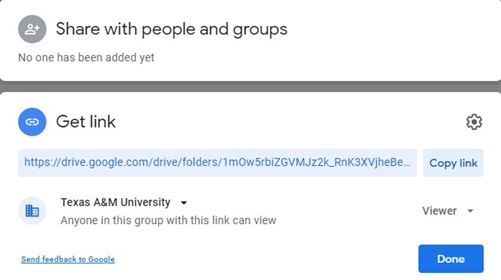 Share with people and groups
No one has been added yet
Get link
https://drive.google.com/drive/folders/1mOw5rbiZGVMJz2k_RnK3XVjheBe... Copy link
Texas A&M University
Anyone in this group with this link can view
Viewer
Send feedback to Google
Done